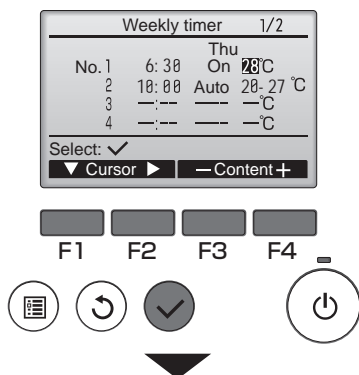 Weekly timer 1/2
Thu
No. 1 6:30 On 28°C
2 10:00 Auto 20-27 °C
3 —:— —— —°C
4 —:— —— —°C
Select: ✓
▼ Cursor ▶ — Content +
F1 F2 F3 F4